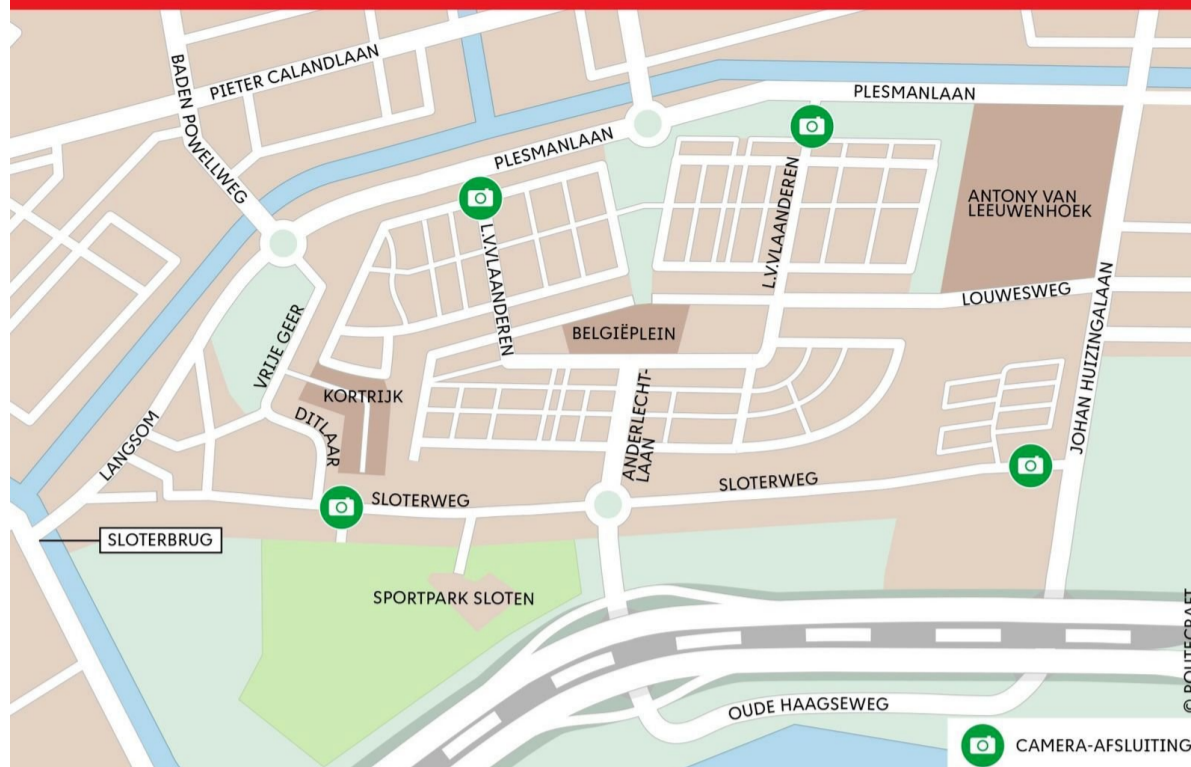 BADEN POWELLWEG
PIETER CALANDLAAN
PLESMANLAAN
PLESMANLAAN
L.V.VLAANDEREN
ANTONY VAN
LEEUWENHOEK
L.V.VLAANDEREN
LOUWESWEG
BELGIËPLEIN
VRIJE GEER
KORTRIJK
DITLAAR
LANGSOM
ANDERLECHT-
LAAN
JOHAN HUIZINGALAAN
SLOTERWEG
SLOTERWEG
SLOTERBRUG
SPORTPARK SLOTEN
OUDE HAAGSEWEG
© ROUTECRAFT
CAMERA-AFSLUITING